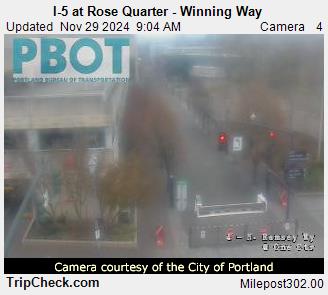 I-5 at Rose Quarter - Winning Way
Updated Nov 29 2024 9:04 AM Camera 4
PBOT
PORTLAND BUREAU OF TRANSPORTATION
Camera courtesy of the City of Portland
TripCheck.com Milepost302.00